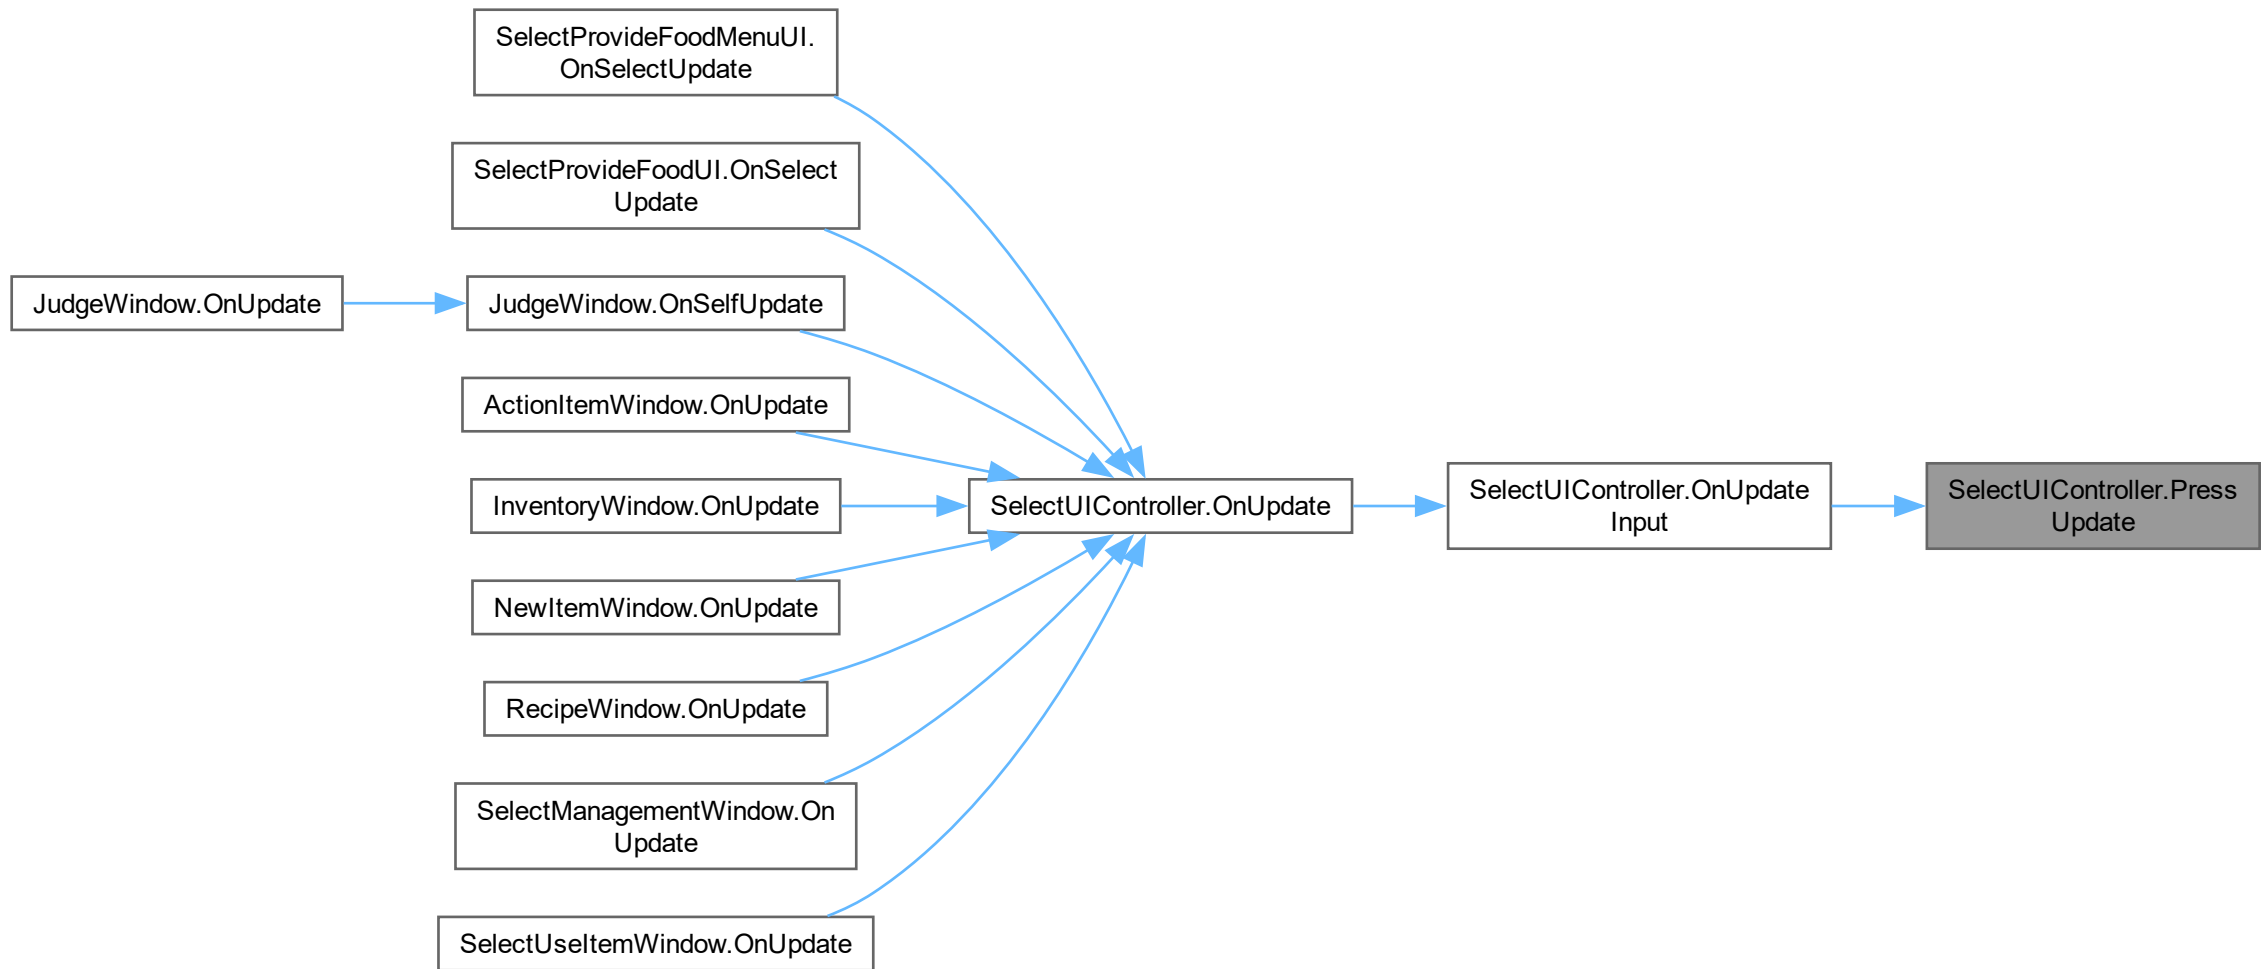 SelectProvideFoodMenuUI.
OnSelectUpdate
SelectProvideFoodUI.OnSelect
Update
JudgeWindow.OnUpdate
JudgeWindow.OnSelfUpdate
ActionItemWindow.OnUpdate
InventoryWindow.OnUpdate
NewItemWindow.OnUpdate
RecipeWindow.OnUpdate
SelectManagementWindow.On
Update
SelectUseItemWindow.OnUpdate
SelectUIController.OnUpdate
SelectUIController.OnUpdate
Input
SelectUIController.Press
Update